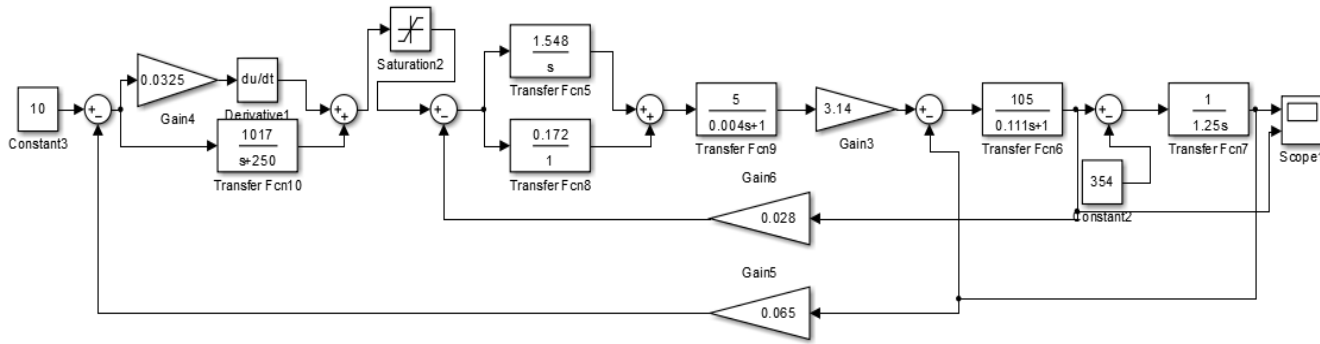 10
Constant3
0.0325
Gain4
du/dt
Derivative1
1017
s+250
Transfer Fcn10
Saturation2
1.548
s
Transfer Fcn5
0.172
1
Transfer Fcn8
5
0.004s+1
Transfer Fcn9
3.14
Gain3
105
0.111s+1
Transfer Fcn6
354
Constant2
1
1.25s
Transfer Fcn7
Gain6
0.028
Gain5
0.065